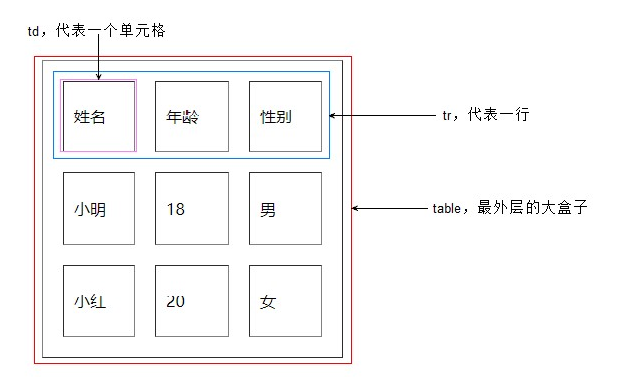 td，代表一个单元格
姓名 年龄 性别
tr，代表一行
小明 18 男
table，最外层的大盒子
小红 20 女